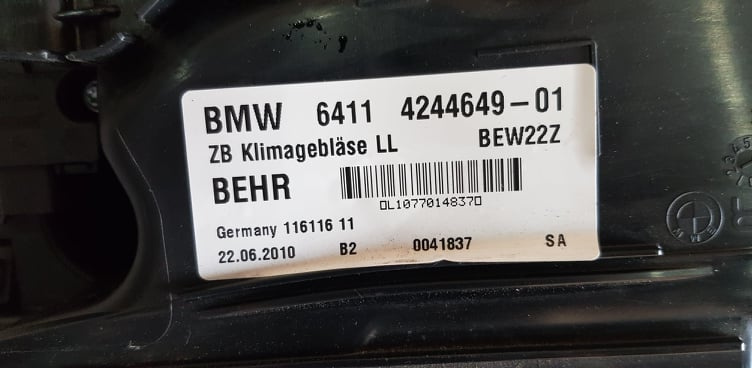 BMW 6411 4244649-01
ZB Klimagebläse LL BEW22Z
BEHR
0L10770148370
Germany 116116 11
22.06.2010 B2 0041837 SA
BMW